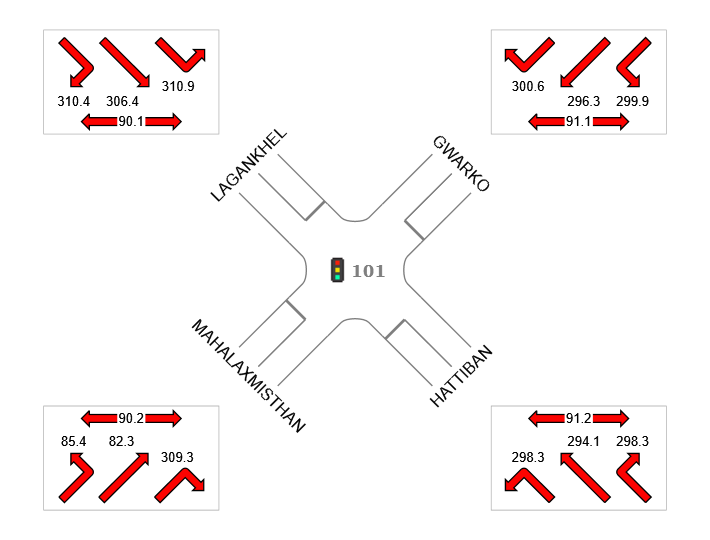 310.4 306.4 310.9
90.1
300.6 296.3 299.9
91.1
LAGANKHEL
GWARKO
101
MAHALAXMISTHAN
HATTIBAN
90.2
85.4 82.3 309.3
91.2
298.3 294.1 298.3